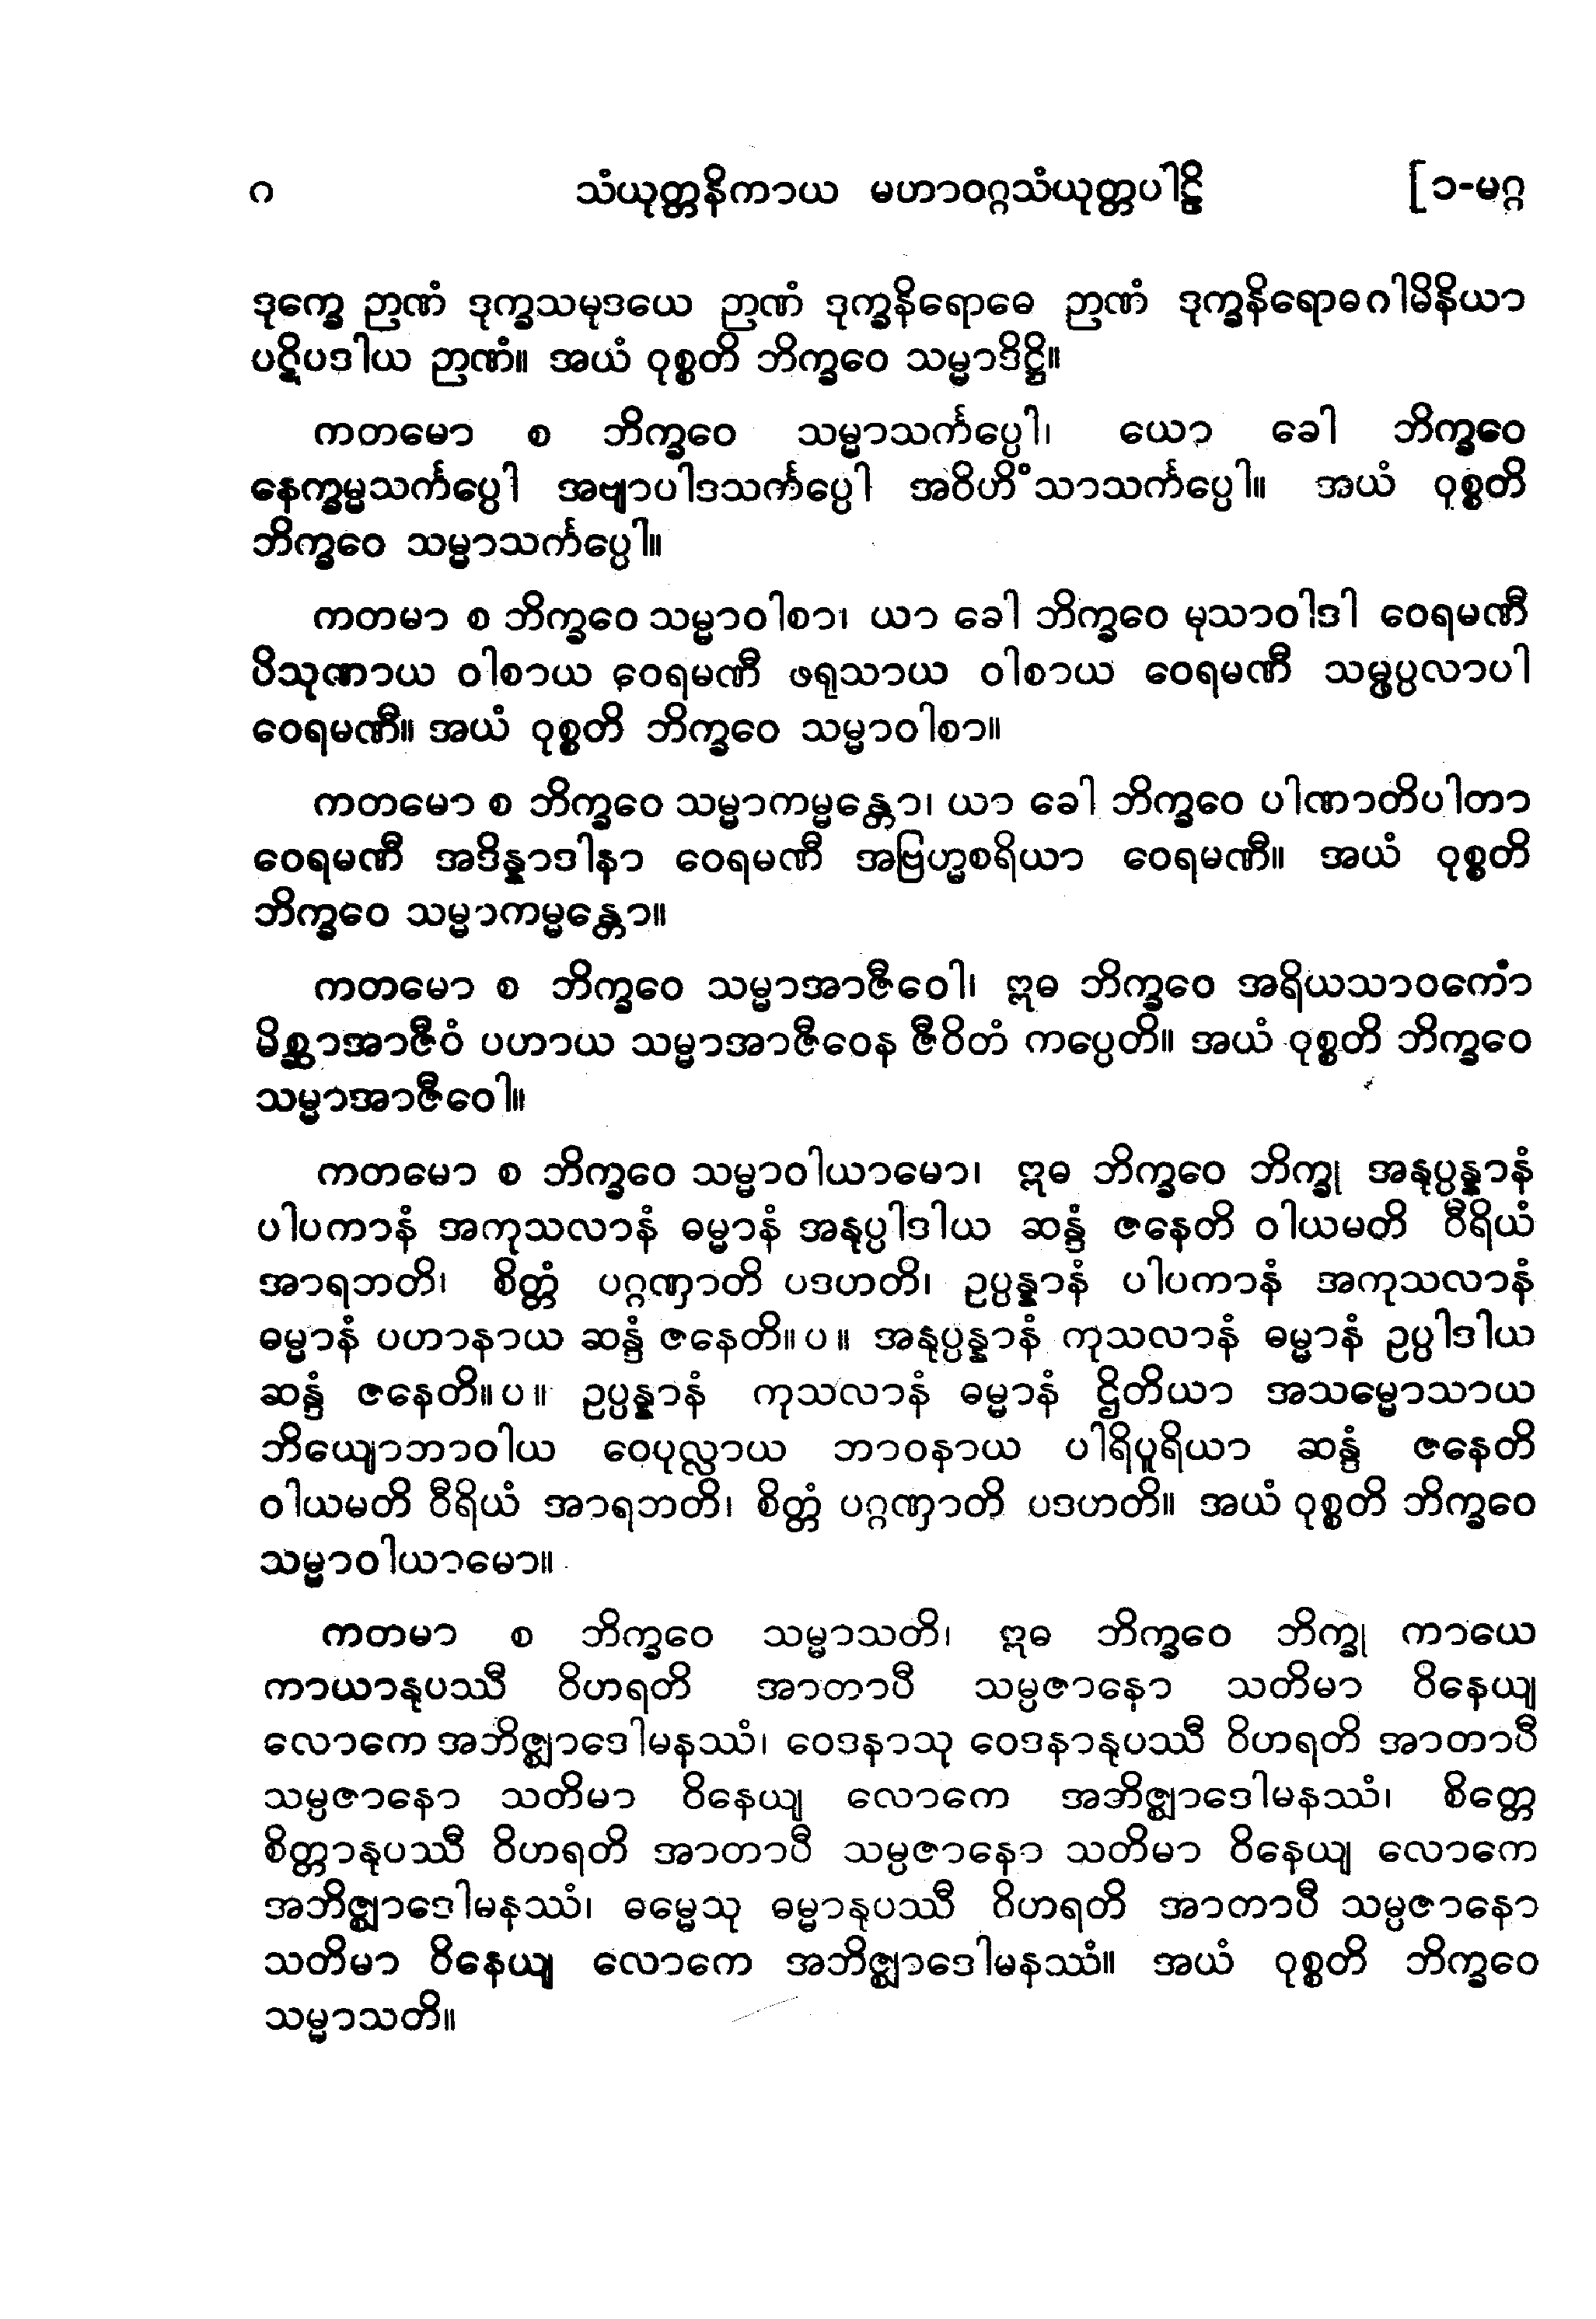 ဂ သံယုတ္တနိကာယ မဟာဝဂ္ဂသံယုတ္တပါဠိ [၁-မဂ္ဂ
ဒုက္ခေ ဉာဏံ ဒုက္ခသမုဒယေ ဉာဏံ ဒုက္ခနိရောဓေ ဉာဏံ ဒုက္ခနိရောဓဂါမိနိယာ
ပဋိပဒါယ ဉာဏံ။ အယံ ဝုစ္စတိ ဘိက္ခဝေ သမ္မာဒိဋ္ဌိ။
ကတမော စ ဘိက္ခဝေ သမ္မာသင်္ကပ္ပေါ၊ ယော ခေါ ဘိက္ခဝေ
နေက္ခမ္မသင်္ကပ္ပေါ အဗျာပါဒသင်္ကပ္ပေါ အဝိဟိံသာသင်္ကပ္ပေါ။ အယံ ဝုစ္စတိ
ဘိက္ခဝေ သမ္မာသင်္ကပ္ပေါ။
ကတမာ စ ဘိက္ခဝေ သမ္မာဝါစာ၊ ယာ ခေါ ဘိက္ခဝေ မုသာဝါဒါ ဝေရမဏီ
ပိသုဏာယ ဝါစာယ ဝေရမဏီ ဖရုသာယ ဝါစာယ ဝေရမဏီ သမ္ဖပ္ပလာပါ
ဝေရမဏီ။ အယံ ဝုစ္စတိ ဘိက္ခဝေ သမ္မာဝါစာ။
ကတမော စ ဘိက္ခဝေ သမ္မာကမ္မန္တော၊ ယာ ခေါ ဘိက္ခဝေ ပါဏာတိပါတာ
ဝေရမဏီ အဒိန္နာဒါနာ ဝေရမဏီ အဗြဟ္မစရိယာ ဝေရမဏီ။ အယံ ဝုစ္စတိ
ဘိက္ခဝေ သမ္မာကမ္မန္တော။
ကတမော စ ဘိက္ခဝေ သမ္မာအာဇီဝေါ၊ ဣဓ ဘိက္ခဝေ အရိယသာဝကော
မိစ္ဆာအာဇီဝံ ပဟာယ သမ္မာအာဇီဝေန ဇီဝိတံ ကပ္ပေတိ။ အယံ ဝုစ္စတိ ဘိက္ခဝေ
သမ္မာအာဇီဝေါ။
ကတမော စ ဘိက္ခဝေ သမ္မာဝါယာမော၊ ဣဓ ဘိက္ခဝေ ဘိက္ခု အနုပ္ပန္နာနံ
ပါပကာနံ အကုသလာနံ ဓမ္မာနံ အနုပ္ပါဒါယ ဆန္ဒံ ဇနေတိ ဝါယမတိ ဝီရိယံ
အာရဘတိ၊ စိတ္တံ ပဂ္ဂဏှာတိ ပဒဟတိ၊ ဥပ္ပန္နာနံ ပါပကာနံ အကုသလာနံ
ဓမ္မာနံ ပဟာနာယ ဆန္ဒံ ဇနေတိ။ပ။ အနုပ္ပန္နာနံ ကုသလာနံ ဓမ္မာနံ ဥပ္ပါဒါယ
ဆန္ဒံ ဇနေတိ။ပ။ ဥပ္ပန္နာနံ ကုသလာနံ ဓမ္မာနံ ဌိတိယာ အသမ္မောသာယ
ဘိယျောဘာဝါယ ဝေပုလ္လာယ ဘာဝနာယ ပါရိပူရိယာ ဆန္ဒံ ဇနေတိ
ဝါယမတိ ဝီရိယံ အာရဘတိ၊ စိတ္တံ ပဂ္ဂဏှာတိ ပဒဟတိ။ အယံ ဝုစ္စတိ ဘိက္ခဝေ
သမ္မာဝါယာမော။
ကတမာ စ ဘိက္ခဝေ သမ္မာသတိ၊ ဣဓ ဘိက္ခဝေ ဘိက္ခု ကာယေ
ကာယာနုပဿီ ဝိဟရတိ အာတာပီ သမ္ပဇာနော သတိမာ ဝိနေယျ
လောကေ အဘိဇ္ဈာဒေါမနဿံ၊ ဝေဒနာသု ဝေဒနာနုပဿီ ဝိဟရတိ အာတာပီ
သမ္ပဇာနော သတိမာ ဝိနေယျ လောကေ အဘိဇ္ဈာဒေါမနဿံ၊ စိတ္တေ
စိတ္တာနုပဿီ ဝိဟရတိ အာတာပီ သမ္ပဇာနော သတိမာ ဝိနေယျ လောကေ
အဘိဇ္ဈာဒေါမနဿံ၊ ဓမ္မေသု ဓမ္မာနုပဿီ ဝိဟရတိ အာတာပီ သမ္ပဇာနော
သတိမာ ဝိနေယျ လောကေ အဘိဇ္ဈာဒေါမနဿံ။ အယံ ဝုစ္စတိ ဘိက္ခဝေ
သမ္မာသတိ။